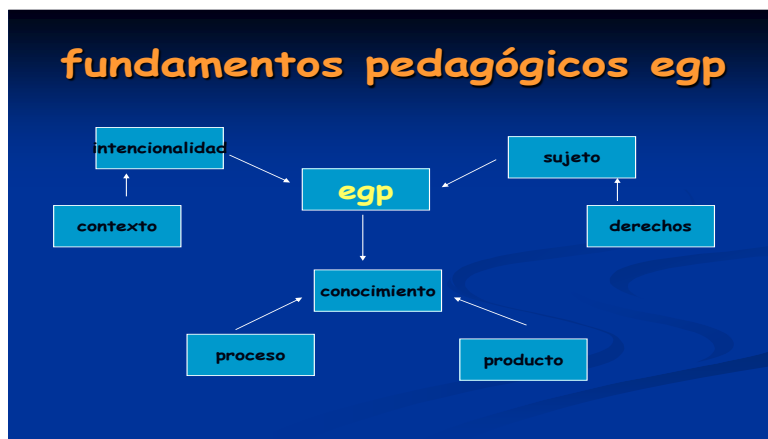 fundamentos pedagógicos egp
intencionalidad
sujeto
egp
contexto
derechos
conocimiento
proceso
producto